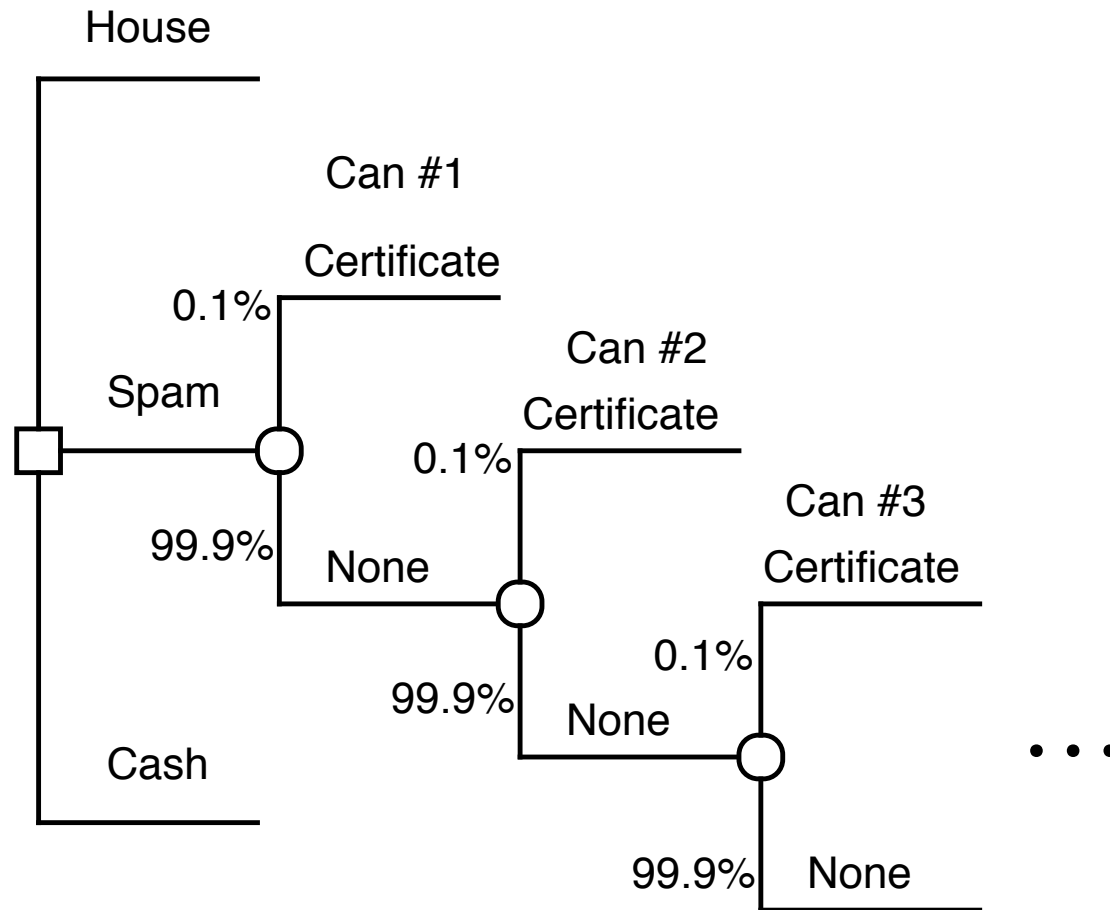 House
Can #1
Certificate
0.1%
Can #2
Spam
Certificate
0.1%
Can #3
99.9%
None
Certificate
0.1%
99.9%
None
Cash
99.9%
None